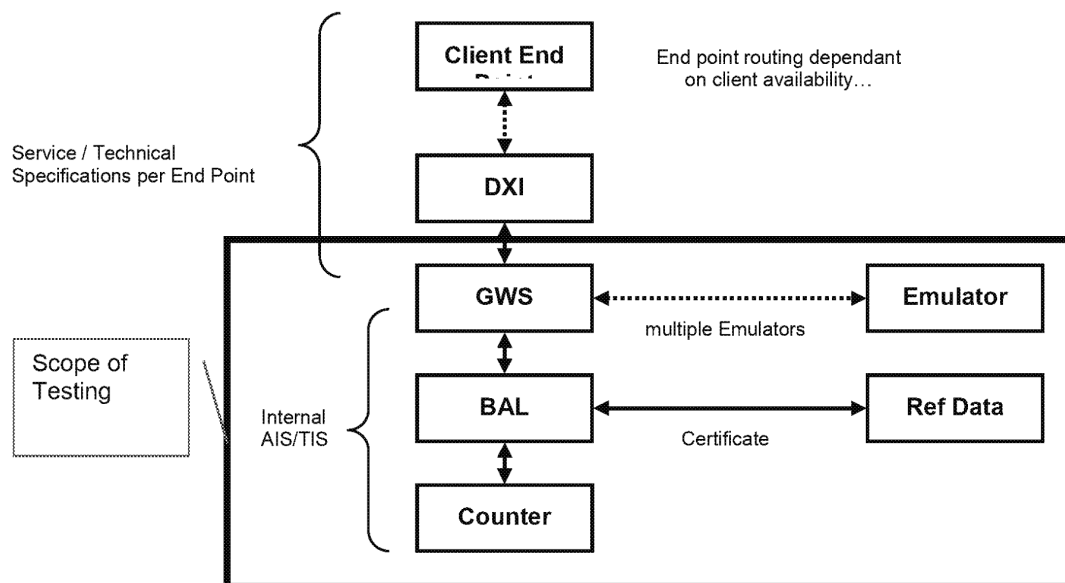 Client End
End point routing dependant
on client availability…
Service / Technical
Specifications per End Point
DXI
GWS
Emulator
multiple Emulators
Scope of
Testing
Internal
AIS/TIS
BAL
Ref Data
Certificate
Counter